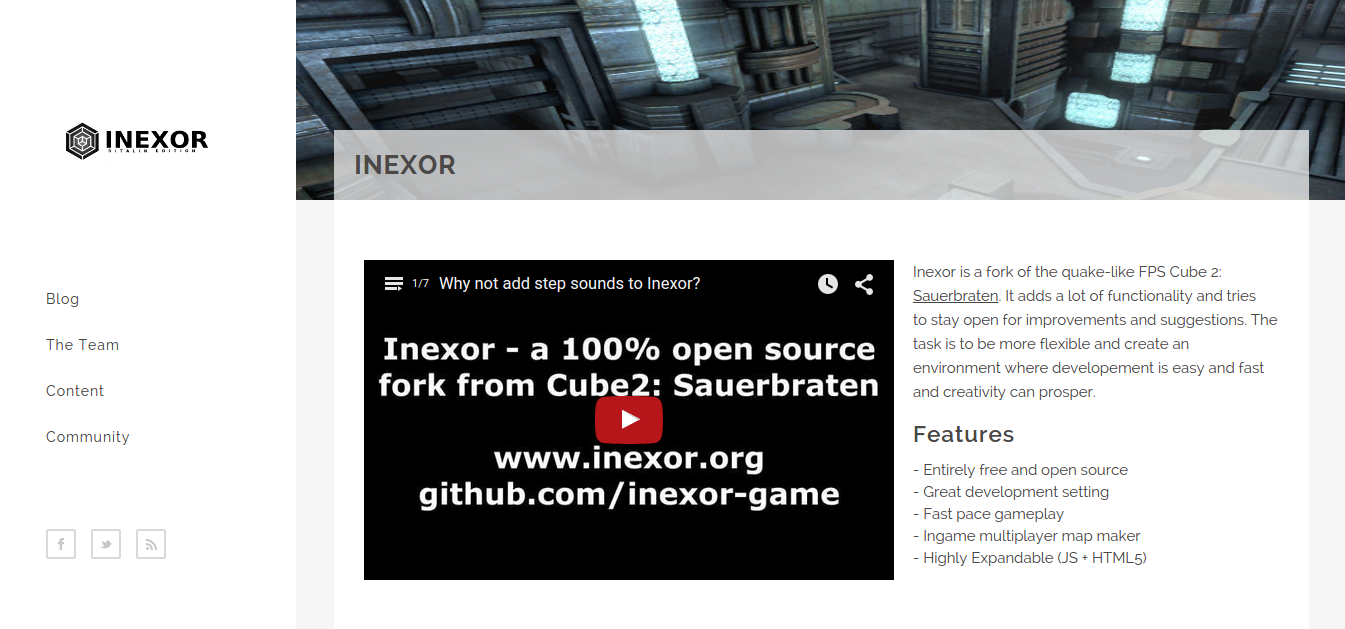 INEXOR
RITALIN EDITION
Blog
The Team
Content
Community
INEXOR
1/7 Why not add step sounds to Inexor?
Inexor - a 100% open source
fork from Cube2: Sauerbraten
www.inexor.org
github.com/inexor-game
Inexor is a fork of the quake-like FPS Cube 2:
Sauerbraten. It adds a lot of functionality and tries
to stay open for improvements and suggestions. The
task is to be more flexible and create an
environment where developement is easy and fast
and creativity can prosper.
Features
- Entirely free and open source
- Great development setting
- Fast pace gameplay
- Ingame multiplayer map maker
- Highly Expandable (JS + HTML5)